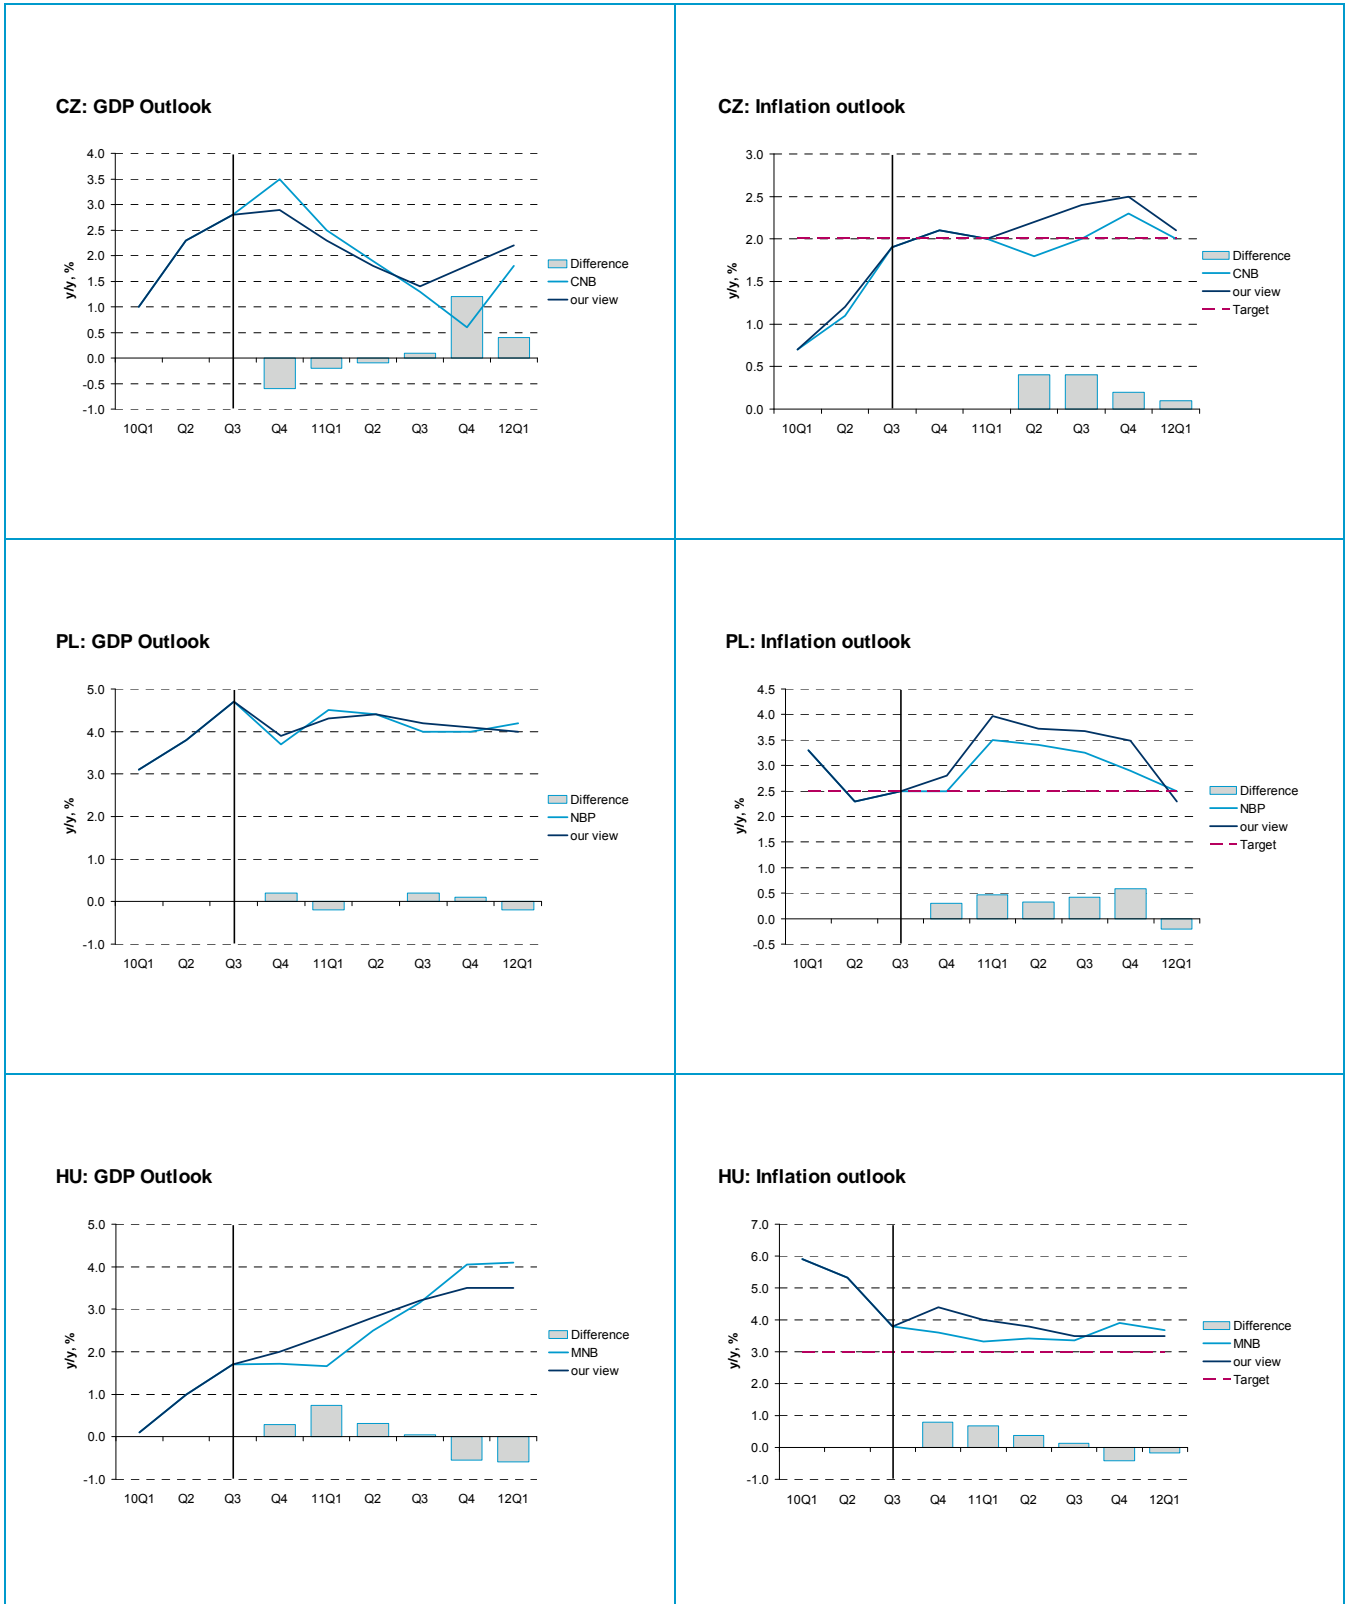 CZ: GDP Outlook
4.0
3.5
3.0
2.5
2.0
1.5
1.0
0.5
0.0
-0.5
-1.0
y/y, %
10Q1 Q2 Q3 Q4 11Q1 Q2 Q3 Q4 12Q1
Difference
CNB
our view
CZ: Inflation outlook
3.0
2.5
2.0
1.5
1.0
0.5
0.0
y/y, %
10Q1 Q2 Q3 Q4 11Q1 Q2 Q3 Q4 12Q1
Difference
CNB
our view
Target
PL: GDP Outlook
5.0
4.0
3.0
2.0
1.0
0.0
-1.0
y/y, %
10Q1 Q2 Q3 Q4 11Q1 Q2 Q3 Q4 12Q1
Difference
NBP
our view
PL: Inflation outlook
4.5
4.0
3.5
3.0
2.5
2.0
1.5
1.0
0.5
0.0
-0.5
y/y, %
10Q1 Q2 Q3 Q4 11Q1 Q2 Q3 Q4 12Q1
Difference
NBP
our view
Target
HU: GDP Outlook
5.0
4.0
3.0
2.0
1.0
0.0
-1.0
y/y, %
10Q1 Q2 Q3 Q4 11Q1 Q2 Q3 Q4 12Q1
Difference
MNB
our view
HU: Inflation outlook
7.0
6.0
5.0
4.0
3.0
2.0
1.0
0.0
-1.0
y/y, %
10Q1 Q2 Q3 Q4 11Q1 Q2 Q3 Q4 12Q1
Difference
MNB
our view
Target